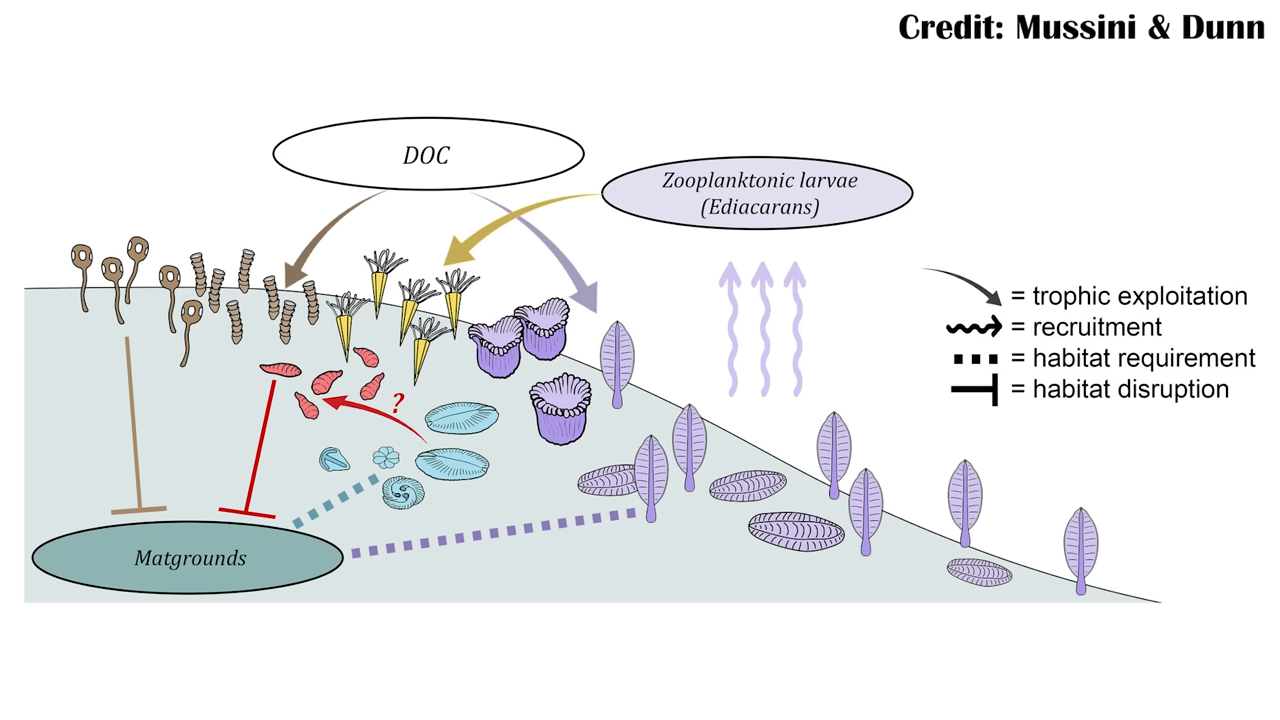 Credit: Mussini & Dunn
DOC
Zooplanktonic larvae
(Ediacarans)
= trophic exploitation
= recruitment
= habitat requirement
= habitat disruption
?
Matgrounds